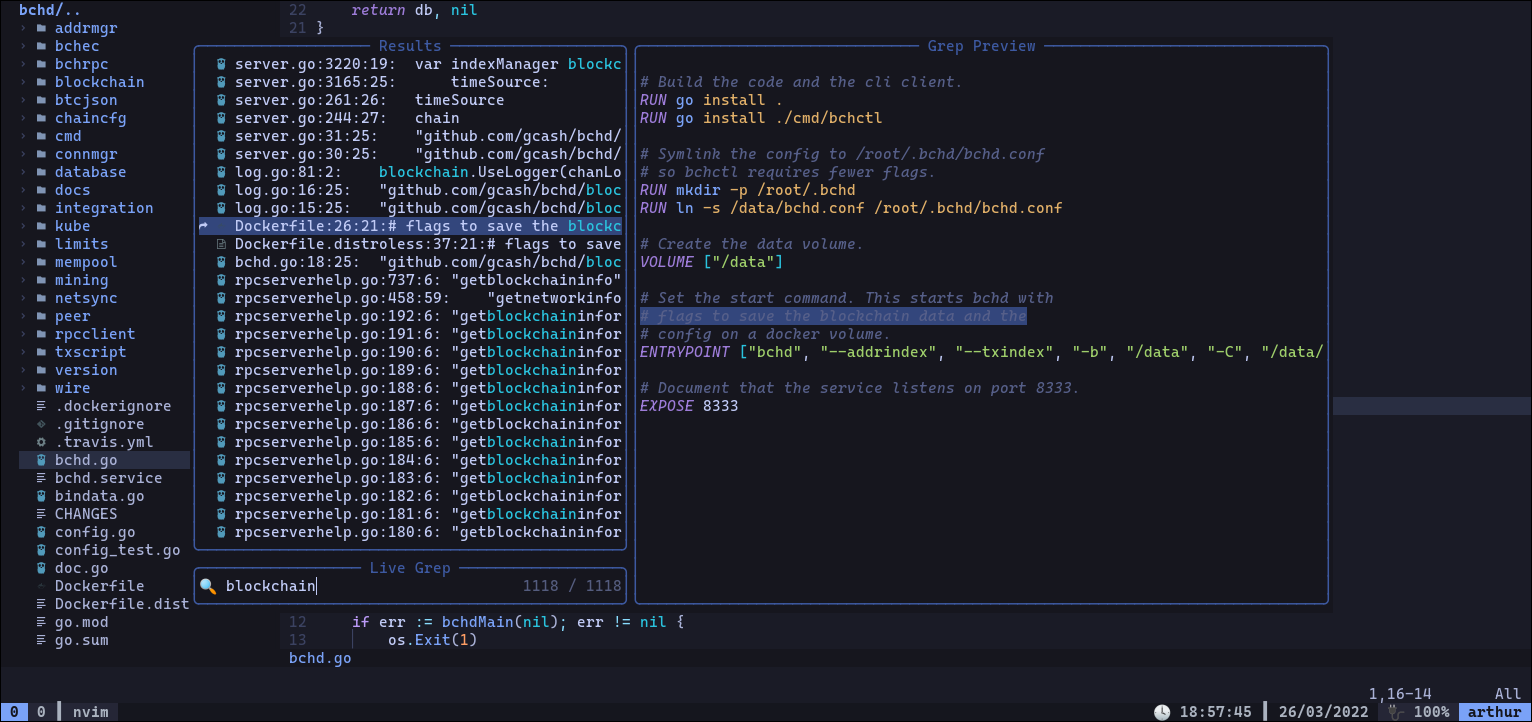 bchd/..
addrmgr
bchec
bchrpc
blockchain
btcjson
chaincfg
cmd
connmgr
database
docs
integration
kube
limits
mempool
mining
netsync
peer
rpcclient
txscript
version
wire
.dockerignore
.gitignore
.travis.yml
bchd.go
bchd.service
bindata.go
CHANGES
config.go
config_test.go
doc.go
Dockerfile
Dockerfile.dist
go.mod
go.sum
22 return db, nil
21 }
Results
server.go:3220:19: var indexManager blockc
server.go:3165:25: timeSource:
server.go:261:26: timeSource
server.go:244:27: chain
server.go:31:25: "github.com/gcash/bchd/
server.go:30:25: "github.com/gcash/bchd/
log.go:81:2: blockchain.UseLogger(chanLo
log.go:16:25: "github.com/gcash/bchd/bloc
log.go:15:25: "github.com/gcash/bchd/bloc
Dockerfile:26:21:# flags to save the blockc
Dockerfile.distroless:37:21:# flags to save
bchd.go:18:25: "github.com/gcash/bchd/bloc
rpcserverhelp.go:737:6: "getblockchaininfo"
rpcserverhelp.go:458:59: "getnetworkinfo
rpcserverhelp.go:192:6: "getblockchaininfor
rpcserverhelp.go:191:6: "getblockchaininfor
rpcserverhelp.go:190:6: "getblockchaininfor
rpcserverhelp.go:189:6: "getblockchaininfor
rpcserverhelp.go:188:6: "getblockchaininfor
rpcserverhelp.go:187:6: "getblockchaininfor
rpcserverhelp.go:186:6: "getblockchaininfor
rpcserverhelp.go:185:6: "getblockchaininfor
rpcserverhelp.go:184:6: "getblockchaininfor
rpcserverhelp.go:183:6: "getblockchaininfor
rpcserverhelp.go:182:6: "getblockchaininfor
rpcserverhelp.go:181:6: "getblockchaininfor
rpcserverhelp.go:180:6: "getblockchaininfor
Live Grep
blockchain 1118 / 1118
Grep Preview
# Build the code and the cli client.
RUN go install .
RUN go install ./cmd/bchctl
# Symlink the config to /root/.bchd/bchd.conf
# so bchctl requires fewer flags.
RUN mkdir -p /root/.bchd
RUN ln -s /data/bchd.conf /root/.bchd/bchd.conf
# Create the data volume.
VOLUME ["/data"]
# Set the start command. This starts bchd with
# flags to save the blockchain data and the
# config on a docker volume.
ENTRYPOINT ["bchd", "--addrindex", "--txindex", "-b", "/data", "-C", "/data/
# Document that the service listens on port 8333.
EXPOSE 8333
12 if err := bchdMain(nil); err != nil {
13 os.Exit(1)
bchd.go
1,16-14 All
0 0 nvim 18:57:45 26/03/2022 100% arthur